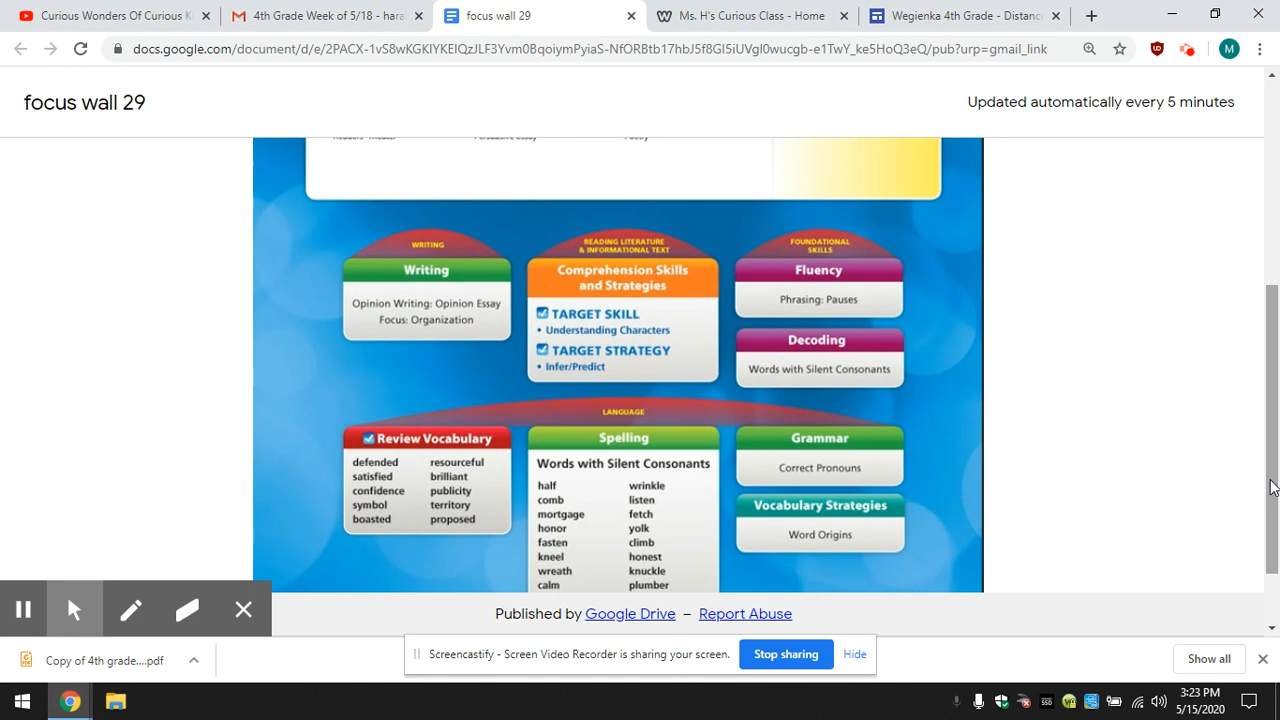 Curious Wonders Of Curious
4th Grade Week of 5/18 - hara
focus wall 29
Ms. H's Curious Class - Home
Wegienka 4th Grade - Distanc
docs.google.com/document/d/e/2PACX-1vS8wKGKIYKEIQzJLF3Yvm0BqoiymPyiaS-NfORBtb17hbJ5f8GI5iUVgI0wucgb-e1TwY_ke5HoQ3eQ/pub?urp=gmail_link
M
focus wall 29
Updated automatically every 5 minutes
WRITING
Writing
Opinion Writing: Opinion Essay
Focus: Organization
READING LITERATURE
& INFORMATIONAL TEXT
Comprehension Skills
and Strategies
TARGET SKILL
• Understanding Characters
TARGET STRATEGY
• Infer/Predict
FOUNDATIONAL
SKILLS
Fluency
Phrasing: Pauses
Decoding
Words with Silent Consonants
LANGUAGE
Review Vocabulary
defended resourceful
satisfied brilliant
confidence publicity
symbol territory
boasted proposed
Spelling
Words with Silent Consonants
half wrinkle
comb listen
mortgage fetch
honor yolk
fasten climb
kneel honest
wreath knuckle
calm plumber
Grammar
Correct Pronouns
Vocabulary Strategies
Word Origins
Published by Google Drive – Report Abuse
Copy of 4th grade....pdf
Screencastify - Screen Video Recorder is sharing your screen.
Stop sharing
Hide
Show all
3:23 PM
5/15/2020